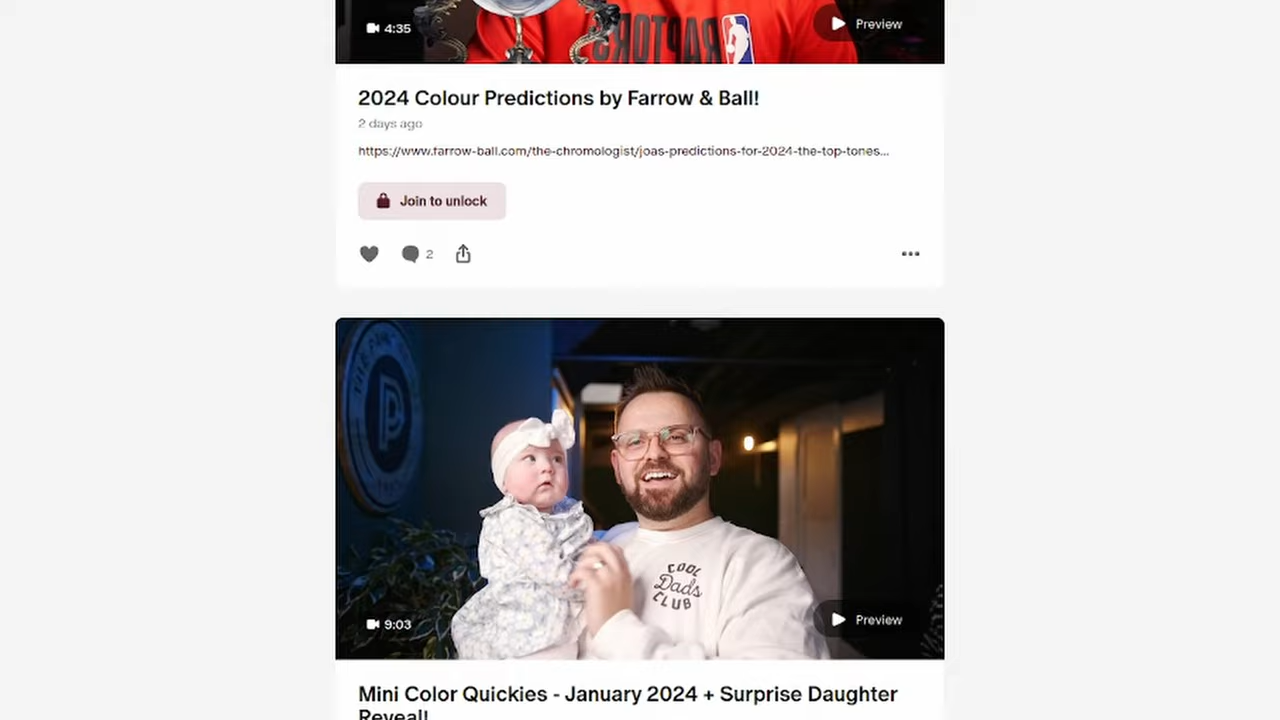 4:35
RAPTORS
Preview
2024 Colour Predictions by Farrow & Ball!
2 days ago
https://www.farrow-ball.com/the-chromologist/joas-predictions-for-2024-the-top-tones...
Join to unlock
2
COOL
Dads
CLUB
9:03
Preview
Mini Color Quickies - January 2024 + Surprise Daughter
Reveal!